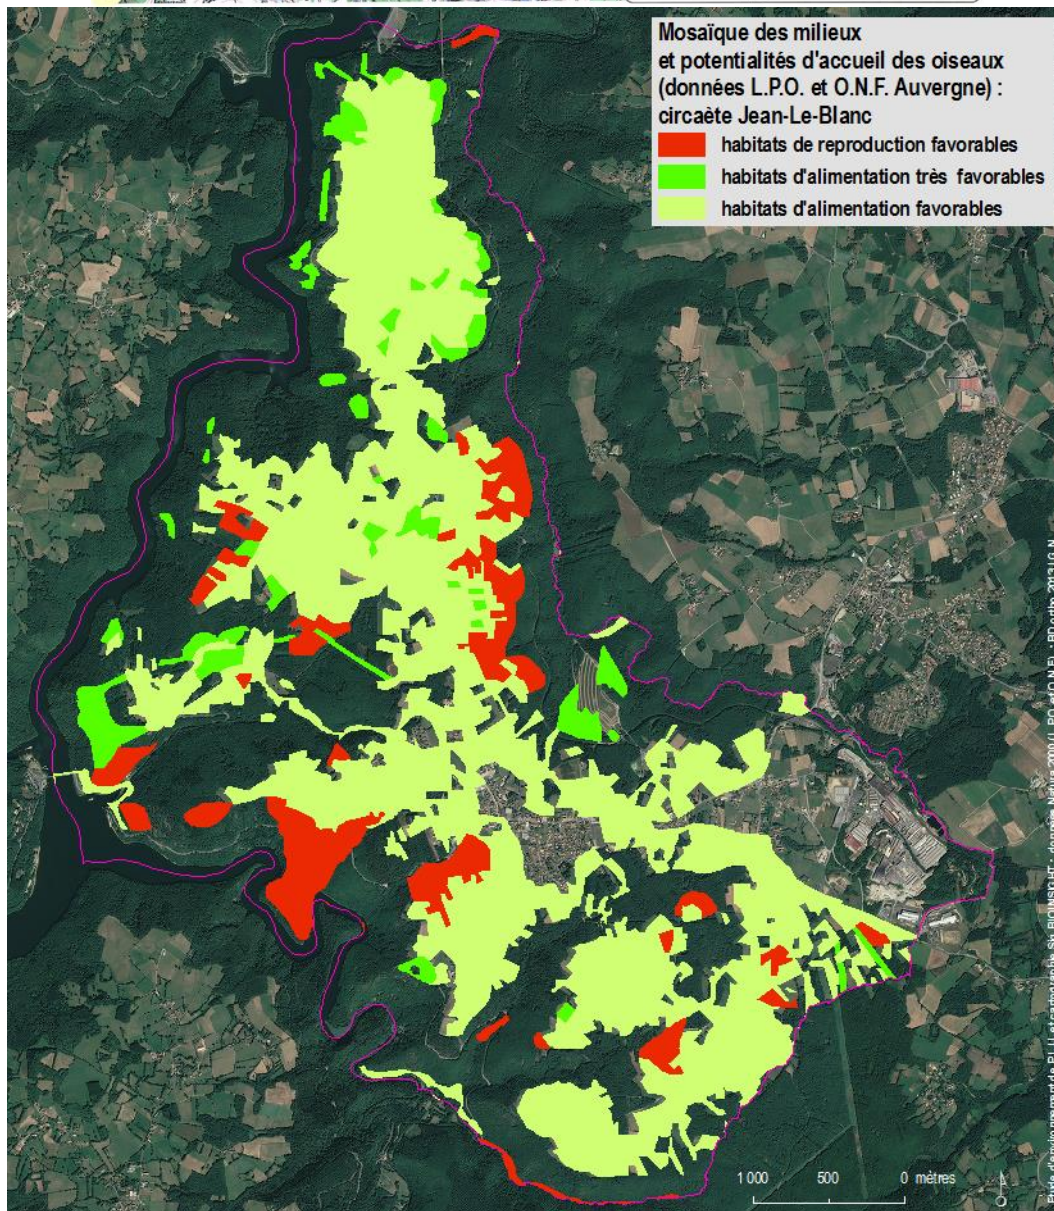 Mosaïque des milieux
et potentialités d'accueil des oiseaux
(données L.P.O. et O.N.F. Auvergne) :
circaète Jean-Le-Blanc
habitats de reproduction favorables
habitats d'alimentation très favorables
habitats d'alimentation favorables
1 000 500 0 mètres